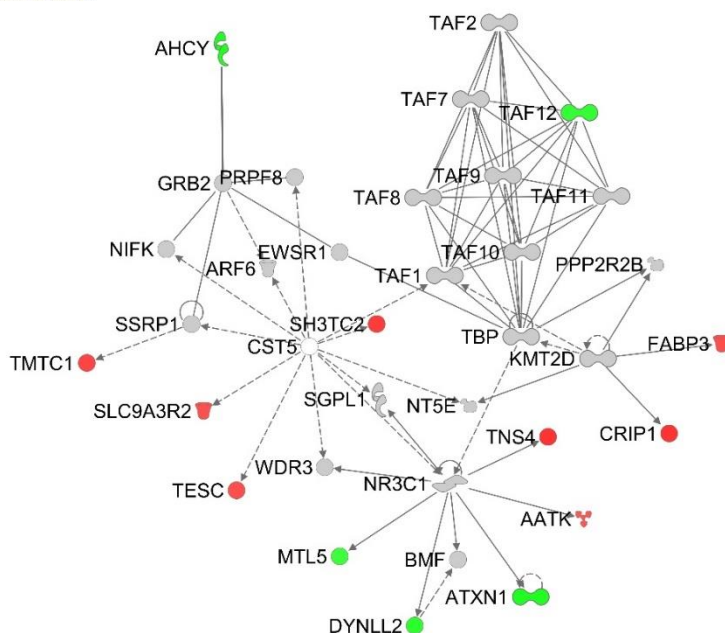 TAF2
AHCY
TAF7
TAF12
GRB2
PRPF8
TAF9
TAF8
TAF11
NIFK
ARF6
EWSR1
TAF10
TAF1
PPP2R2B
SSRP1
SH3TC2
CST5
TBP
KMT2D
FABP3
TMTC1
SLC9A3R2
SGPL1
NT5E
TNS4
CRIP1
WDR3
NR3C1
TESC
AATK
MTL5
BMF
ATXN1
DYNLL2